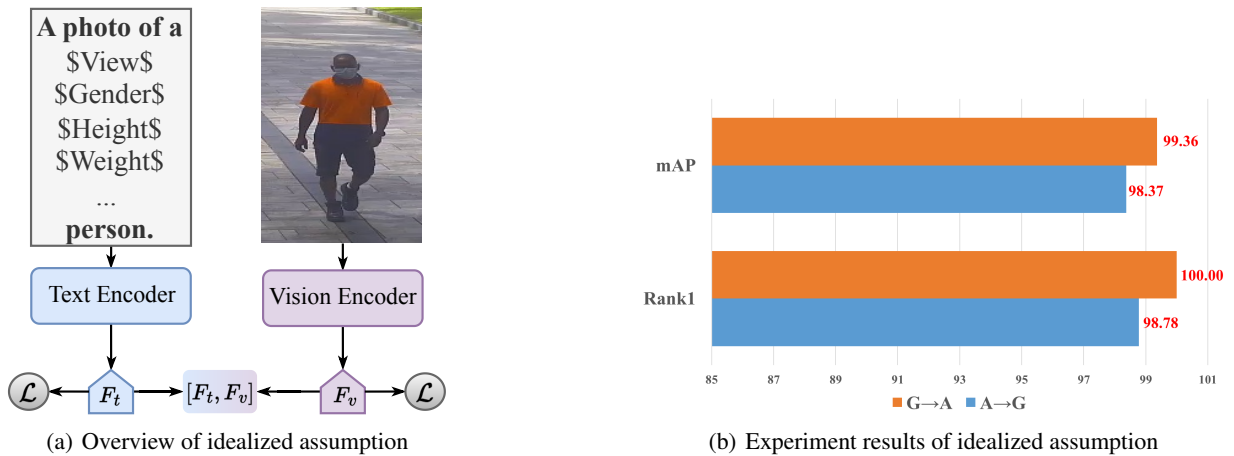 A photo of a
$View$
$Gender$
$Height$
$Weight$
...
person.
Text Encoder
Vision Encoder
ℒ
F_t
[F_t, F_v]
F_v
ℒ
(a) Overview of idealized assumption
mAP
99.36
98.37
Rank1
100.00
98.78
85 87 89 91 93 95 97 99 101
G→A A→G
(b) Experiment results of idealized assumption